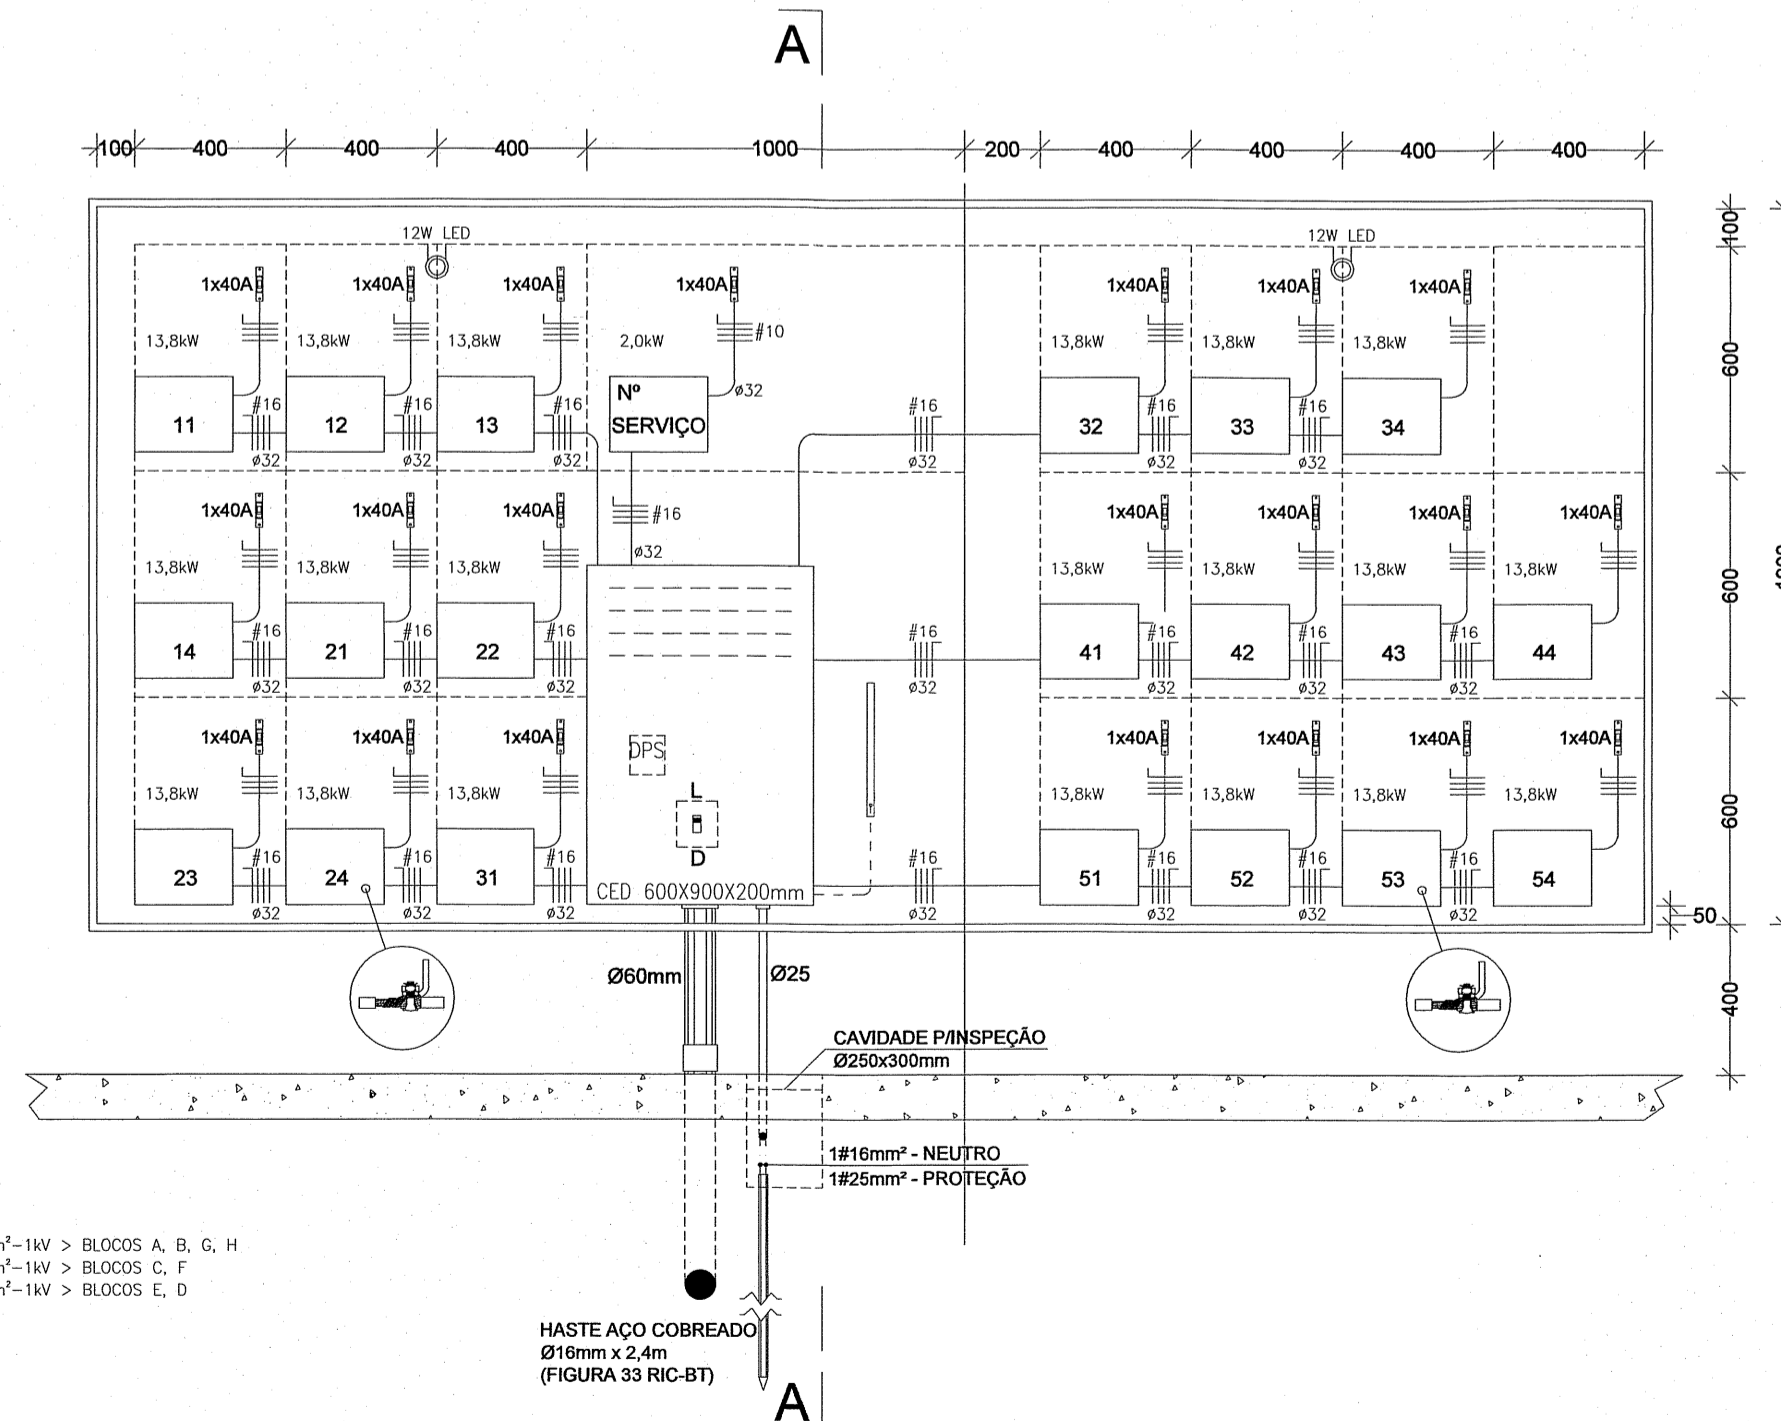 A
100 400 400 400 1000 200 400 400 400 400
12W LED 12W LED
100
1x40A 1x40A 1x40A 1x40A 1x40A 1x40A 1x40A
13,8kW 13,8kW 13,8kW 2,0kW #10 13,8kW 13,8kW 13,8kW
600
Nº
SERVIÇO
ø32
#16 #16 #16 #16 #16 #16
11 12 13 32 33 34
ø32 ø32 ø32 ø32 ø32 ø32
1x40A 1x40A 1x40A #16 1x40A 1x40A 1x40A 1x40A
ø32
13,8kW 13,8kW 13,8kW 13,8kW 13,8kW 13,8kW 13,8kW
600
#16 #16 #16 #16 #16 #16 #16
14 21 22 41 42 43 44
ø32 ø32 ø32 ø32 ø32 ø32 ø32
1x40A 1x40A 1x40A 1x40A 1x40A 1x40A 1x40A
DPS
13,8kW 13,8kW 13,8kW 13,8kW 13,8kW 13,8kW 13,8kW
600
L
D
#16 #16 #16 #16 #16 #16 #16
23 24 31 51 52 53 54
CED 600X900X200mm
ø32 ø32 ø32 ø32 ø32 ø32 ø32
50
Ø60mm Ø25
400
CAVIDADE P/INSPEÇÃO
Ø250x300mm
1#16mm² - NEUTRO
1#25mm² - PROTEÇÃO
m²-1kV > BLOCOS A, B, G, H
m²-1kV > BLOCOS C, F
m²-1kV > BLOCOS E, D
HASTE AÇO COBREADO
Ø16mm x 2,4m
(FIGURA 33 RIC-BT)
A